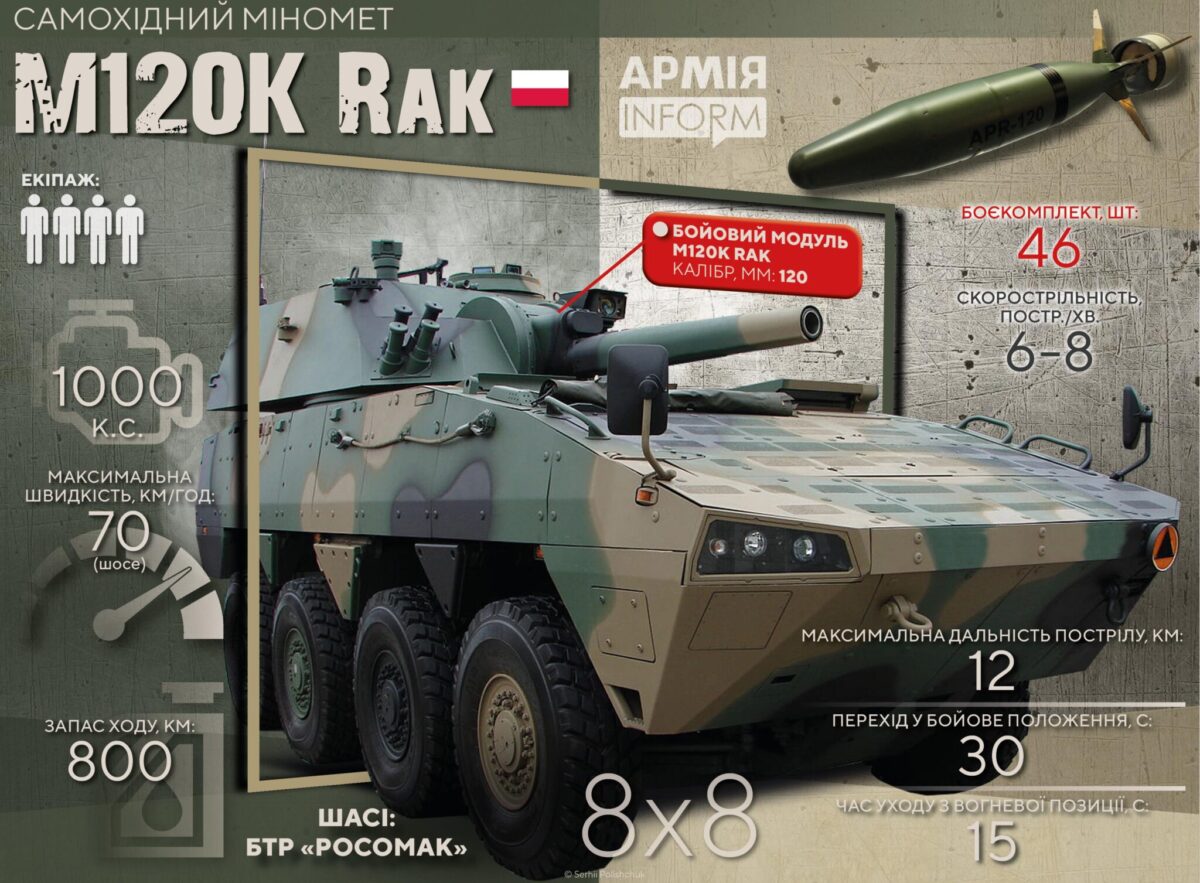 САМОХІДНИЙ МІНОМЕТ
M120K RAK
АРМІЯ
INFORM
APR-120
ЕКІПАЖ:
БОЙОВИЙ МОДУЛЬ
M120K RAK
КАЛІБР, ММ: 120
БОЄКОМПЛЕКТ, ШТ:
46
СКОРОСТРІЛЬНІСТЬ,
ПОСТР./ХВ.
6–8
1000
К.С.
МАКСИМАЛЬНА
ШВИДКІСТЬ, КМ/ГОД:
70
(шосе)
ЗАПАС ХОДУ, КМ:
800
МАКСИМАЛЬНА ДАЛЬНІСТЬ ПОСТРІЛУ, КМ:
12
ПЕРЕХІД У БОЙОВЕ ПОЛОЖЕННЯ, С:
30
ЧАС УХОДУ З ВОГНЕВОЇ ПОЗИЦІЇ, С:
15
ШАСІ:
БТР «РОСОМАК»
8x8
© Serhii Polishchuk